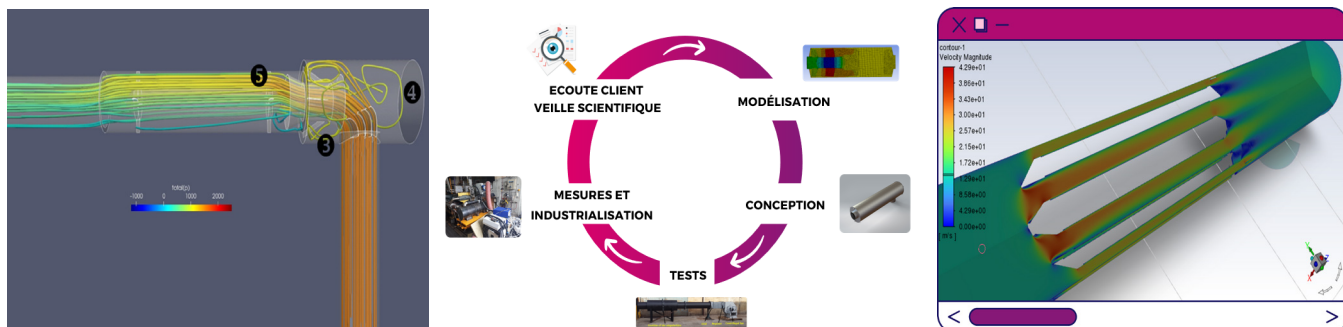 5
4
3
total(p)
-1000 0 1000 2000
ECOUTE CLIENT
VEILLE SCIENTIFIQUE
MODÉLISATION
MESURES ET
INDUSTRIALISATION
CONCEPTION
TESTS
contour-1
Velocity Magnitude
4.29e+01
3.86e+01
3.43e+01
3.00e+01
2.57e+01
2.15e+01
1.72e+01
1.29e+01
8.58e+00
4.29e+00
0.00e+00
[ m/s ]